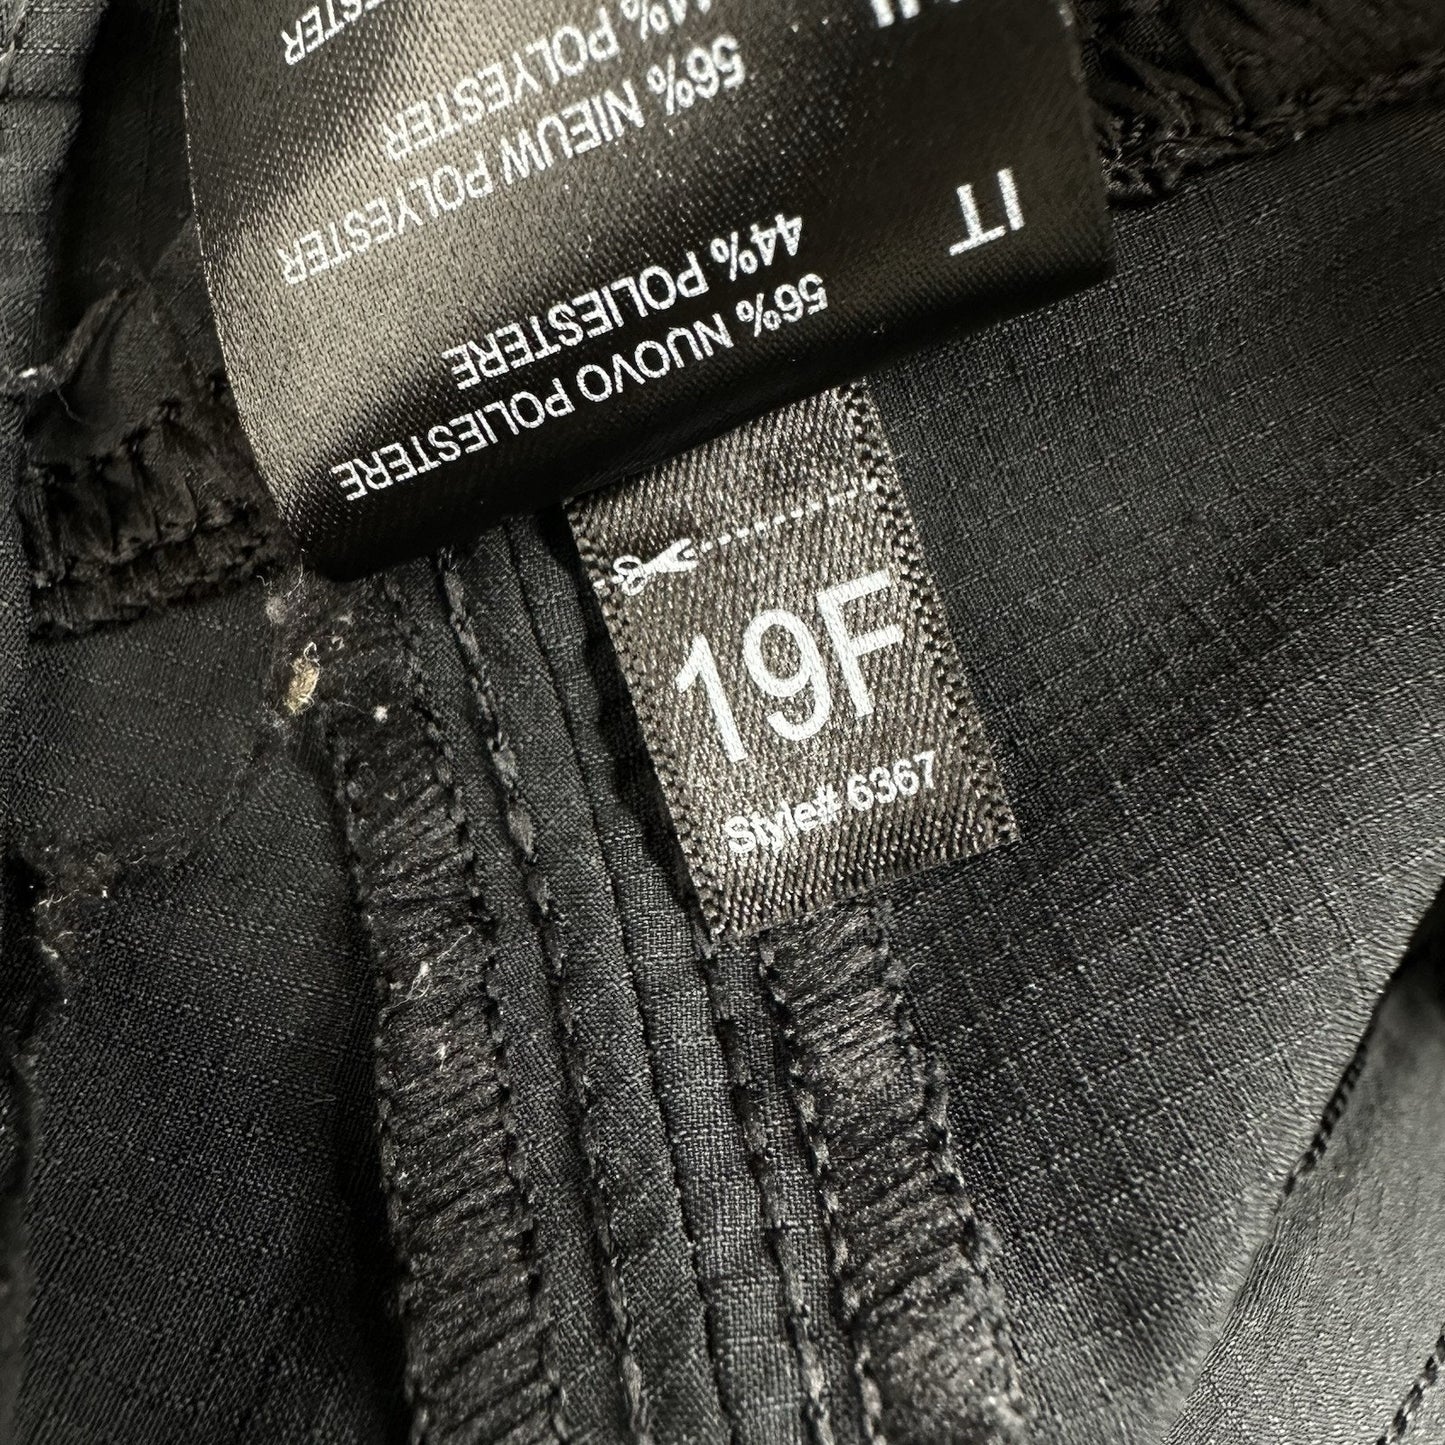 IT 56% NUOVO POLIESTERE
44% POLIESTERE
56% NIEUW POLYESTER
44% POLYESTER
19F
Style# 6367